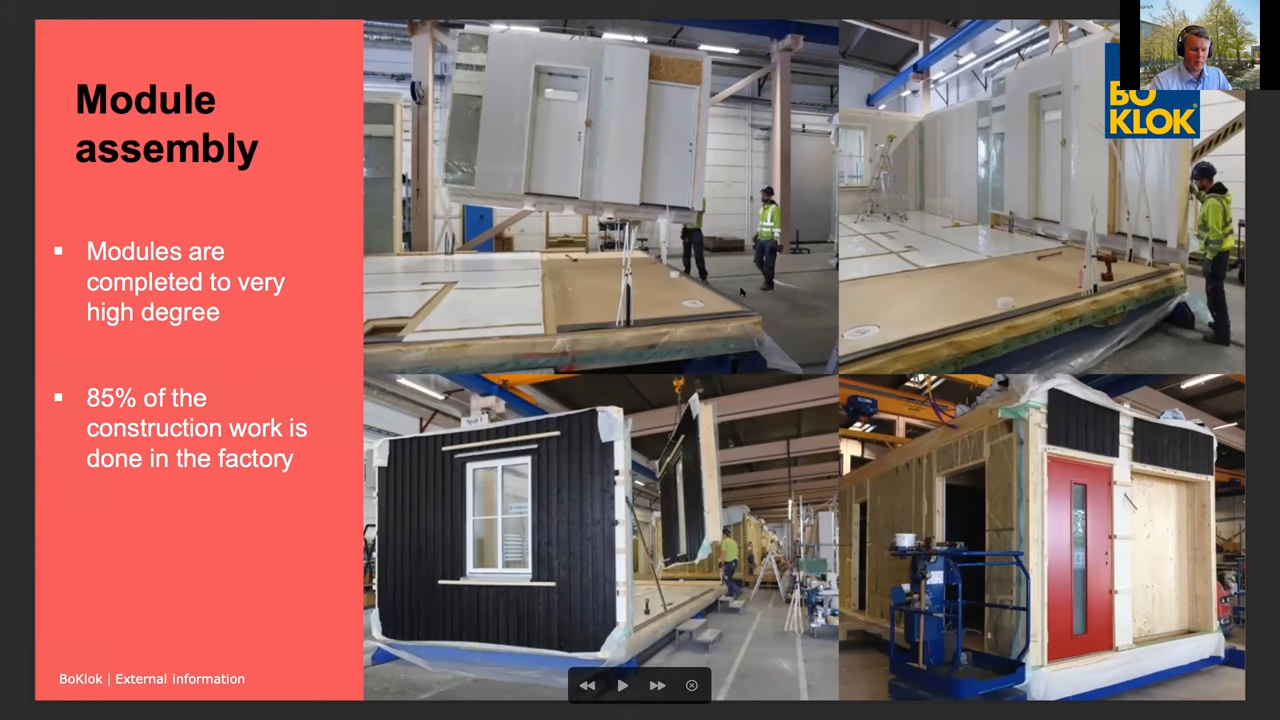 Module
assembly
▪ Modules are
completed to very
high degree
▪ 85% of the
construction work is
done in the factory
BoKlok | External information
BO
KLOK